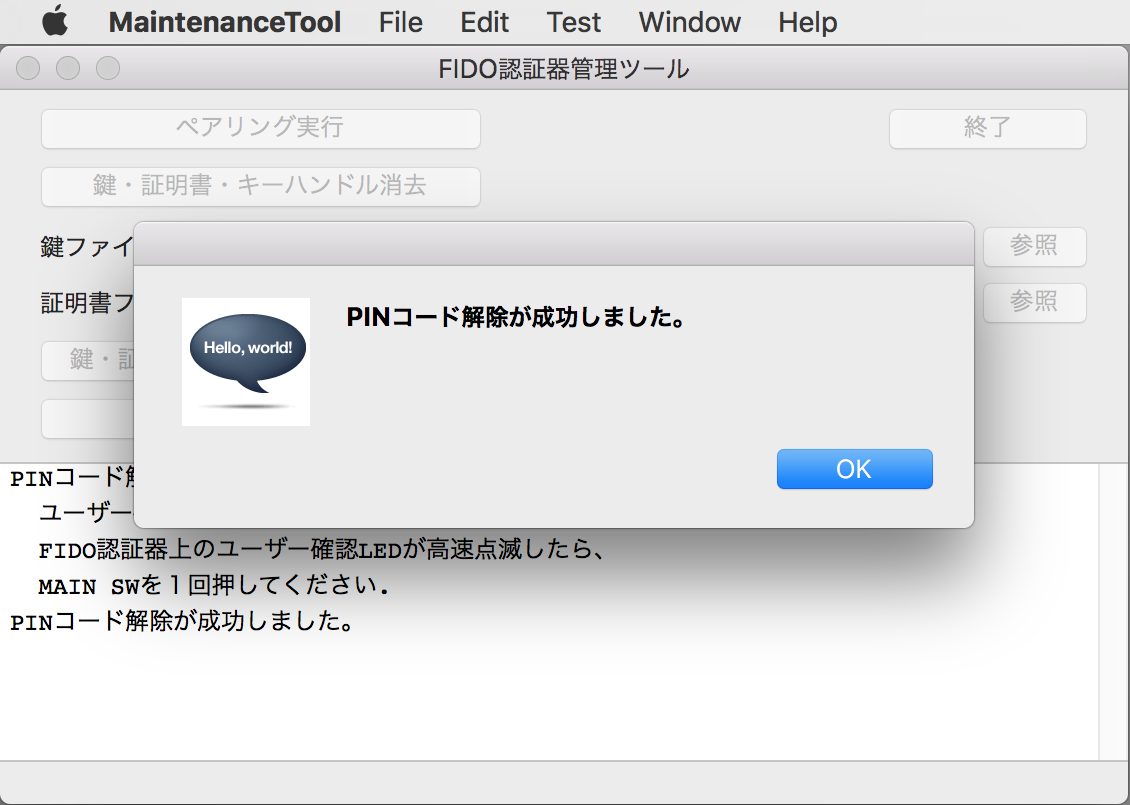 MaintenanceTool File Edit Test Window Help
FIDO認証器管理ツール
ペアリング実行
終了
鍵・証明書・キーハンドル消去
鍵ファイ
参照
証明書フ
参照
鍵・証
PINコード解除が成功しました。
Hello, world!
OK
PINコード解
ユーザー
FIDO認証器上のユーザー確認LEDが高速点滅したら、
MAIN SWを１回押してください．
PINコード解除が成功しました。